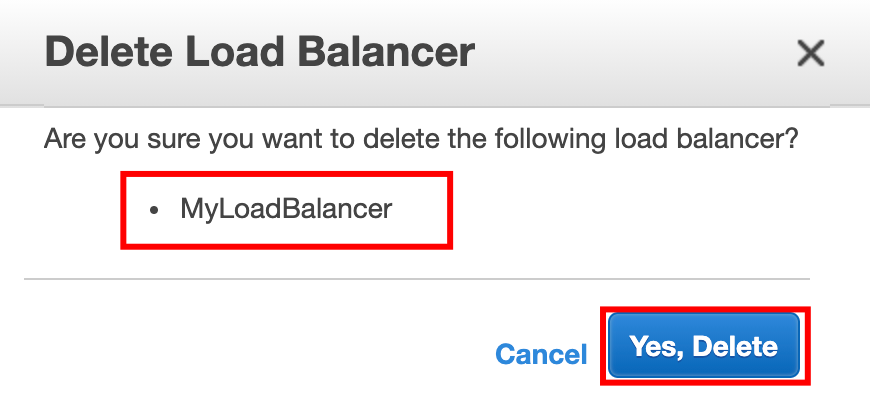 Delete Load Balancer
Are you sure you want to delete the following load balancer?
• MyLoadBalancer
Cancel
Yes, Delete